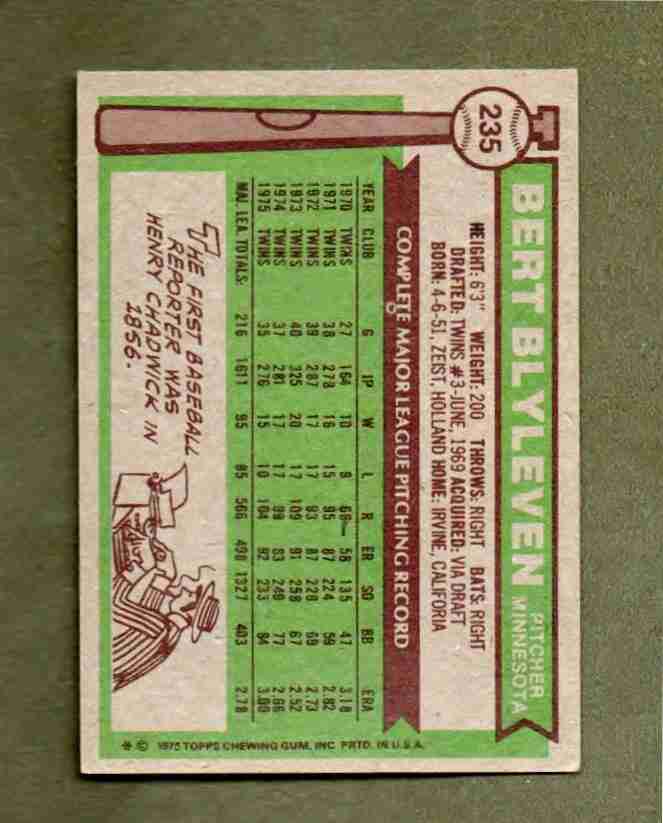 235
BERT BLYLEVEN
PITCHER
MINNESOTA
HEIGHT: 6'3" WEIGHT: 200 THROWS: RIGHT BATS: RIGHT
DRAFTED: TWINS #3-JUNE, 1969 ACQUIRED: VIA DRAFT
BORN: 4-6-51, ZEIST, HOLLAND HOME: IRVINE, CALIFORIA
COMPLETE MAJOR LEAGUE PITCHING RECORD
YEAR CLUB G IP W L R ER SO BB ERA
1970 TWINS 27 164 10 9 66 58 135 47 3.18
1971 TWINS 38 278 16 15 95 87 224 59 2.82
1972 TWINS 39 287 17 17 93 87 228 69 2.73
1973 TWINS 40 325 20 17 109 91 258 67 2.52
1974 TWINS 37 281 17 17 99 83 249 77 2.66
1975 TWINS 35 276 15 10 104 92 233 84 3.00
MAJ. LEA. TOTALS: 216 1611 95 85 566 498 1327 403 2.78
THE FIRST BASEBALL
REPORTER WAS
HENRY CHADWICK IN
1856.
* © 1975 TOPPS CHEWING GUM, INC. PRTD. IN U.S.A.